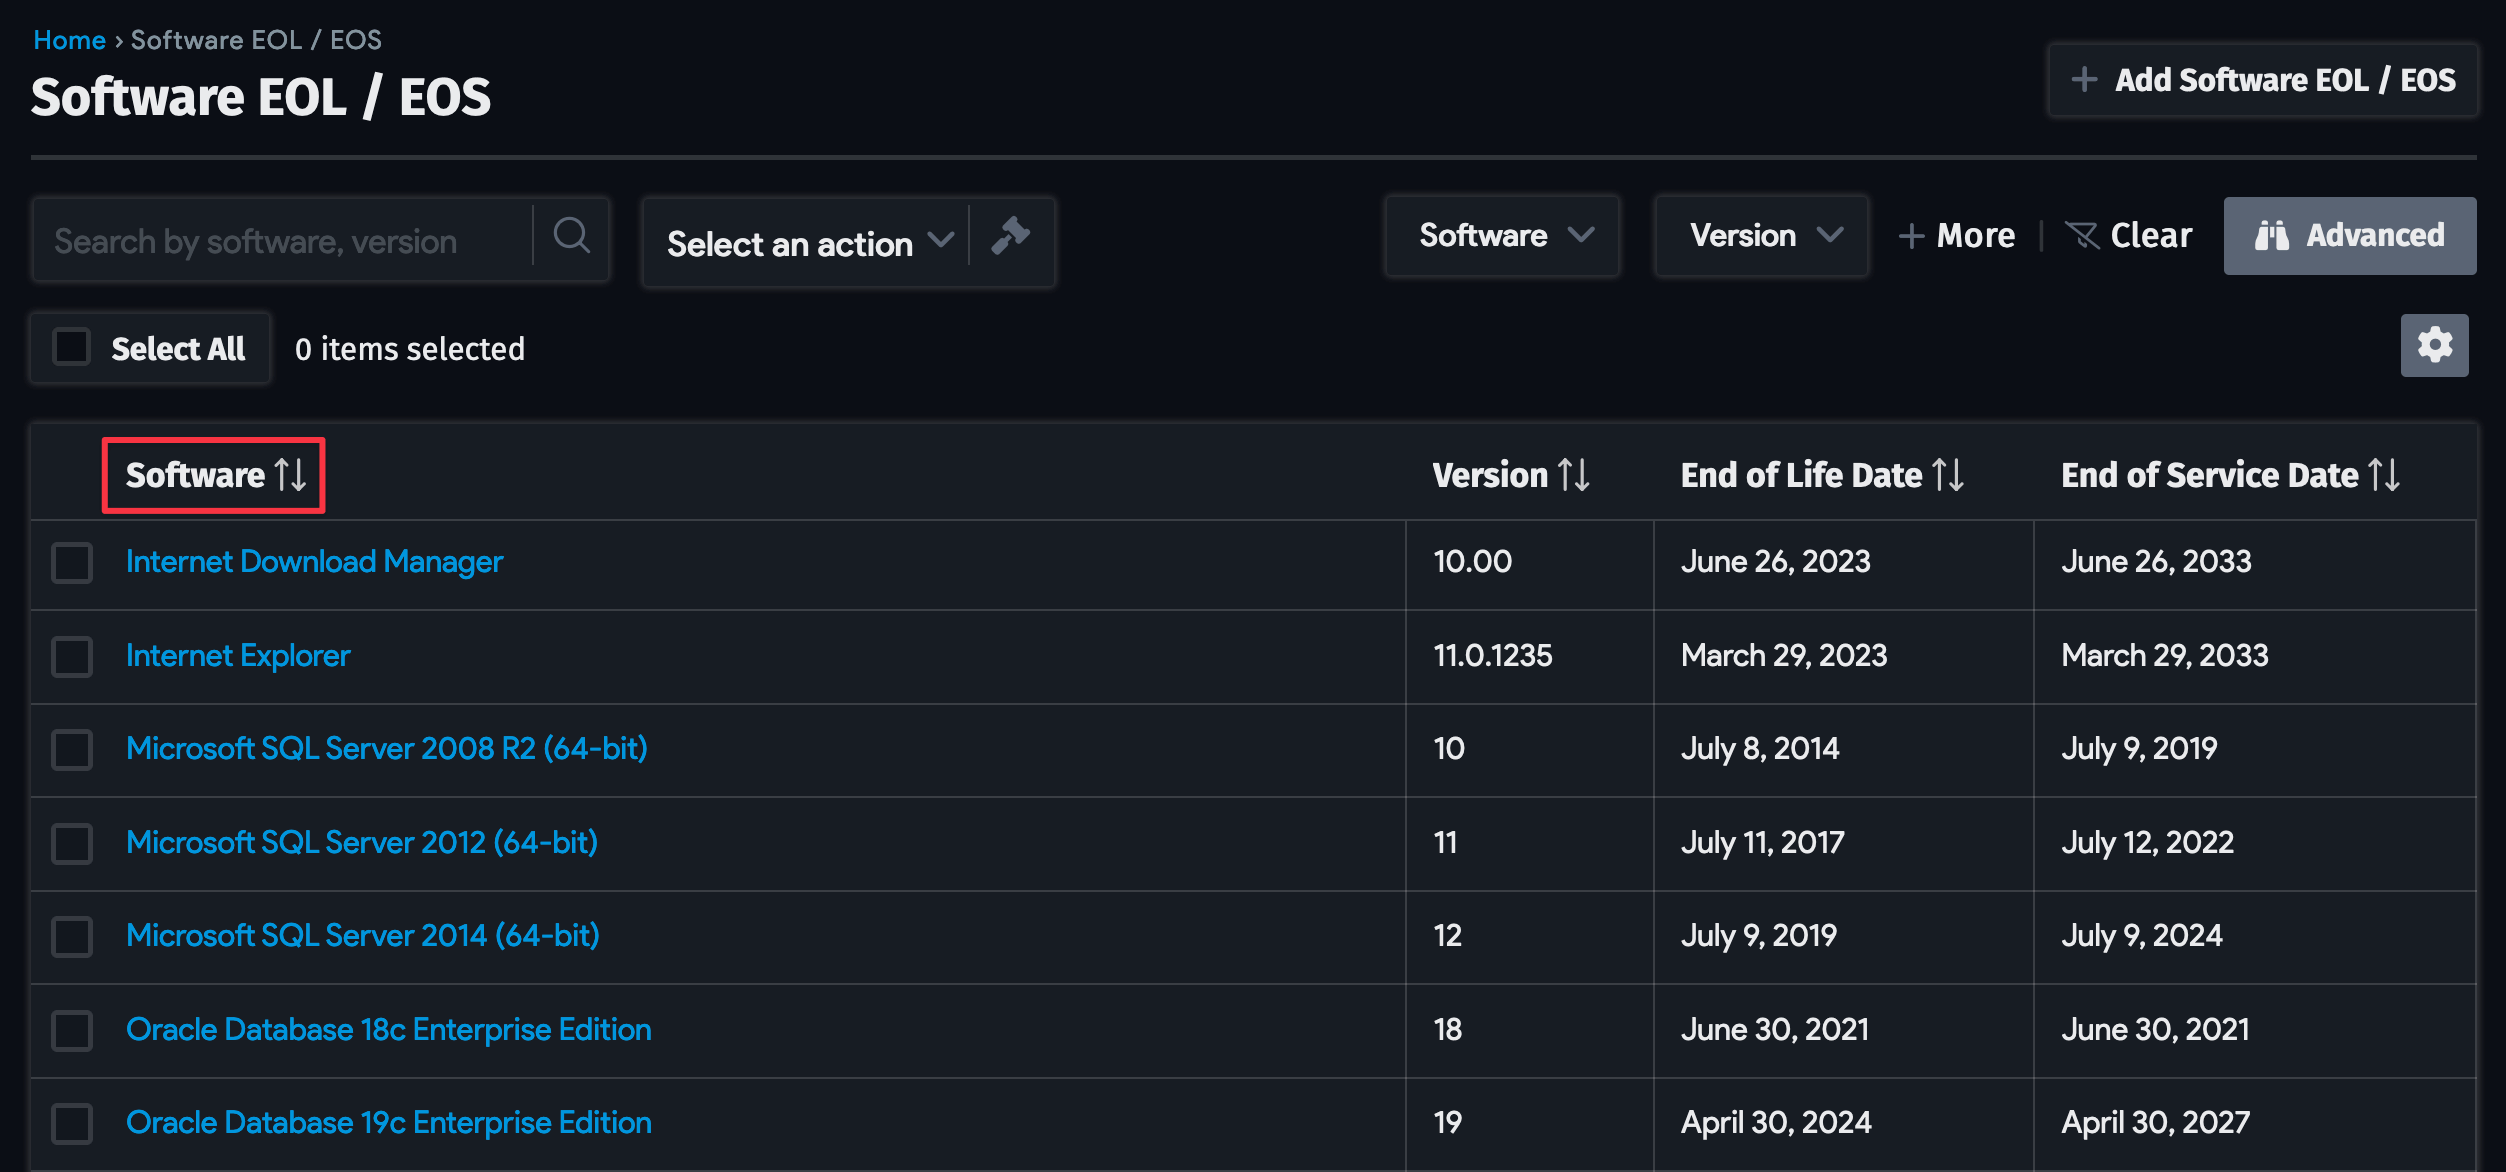 Home › Software EOL / EOS
Software EOL / EOS
+ Add Software EOL / EOS
Search by software, version
Select an action
Software
Version
+ More
Clear
Advanced
Select All
0 items selected
Software Version End of Life Date End of Service Date
Internet Download Manager 10.00 June 26, 2023 June 26, 2033
Internet Explorer 11.0.1235 March 29, 2023 March 29, 2033
Microsoft SQL Server 2008 R2 (64-bit) 10 July 8, 2014 July 9, 2019
Microsoft SQL Server 2012 (64-bit) 11 July 11, 2017 July 12, 2022
Microsoft SQL Server 2014 (64-bit) 12 July 9, 2019 July 9, 2024
Oracle Database 18c Enterprise Edition 18 June 30, 2021 June 30, 2021
Oracle Database 19c Enterprise Edition 19 April 30, 2024 April 30, 2027